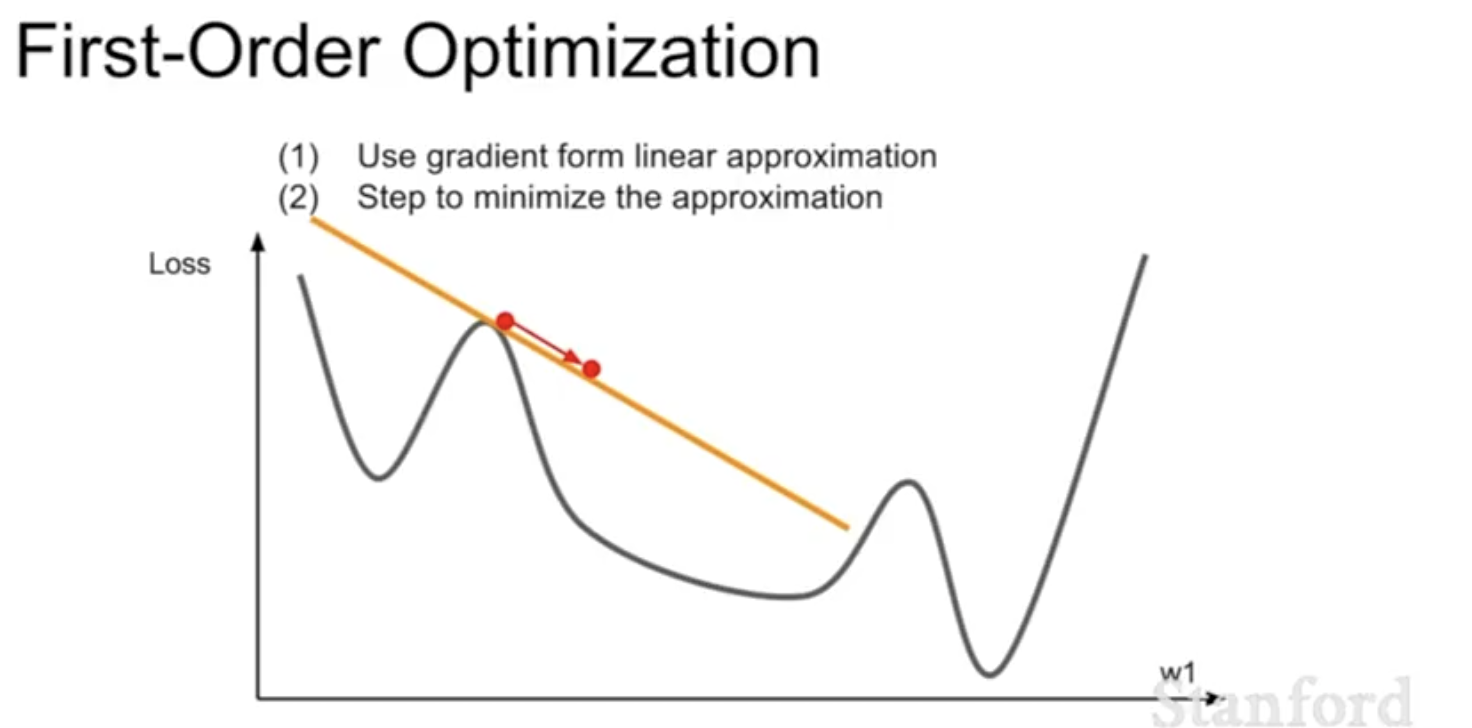 First-Order Optimization
(1) Use gradient form linear approximation
(2) Step to minimize the approximation
Loss
w1
Stanford